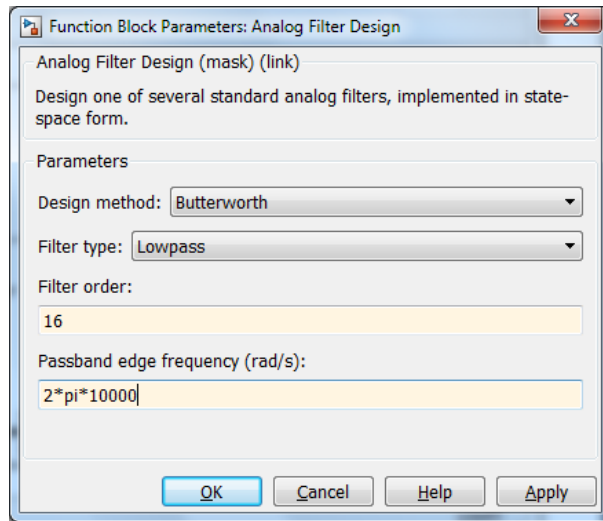 Function Block Parameters: Analog Filter Design
Analog Filter Design (mask) (link)
Design one of several standard analog filters, implemented in state-
space form.
Parameters
Design method: Butterworth
Filter type: Lowpass
Filter order:
16
Passband edge frequency (rad/s):
2*pi*10000
OK Cancel Help Apply